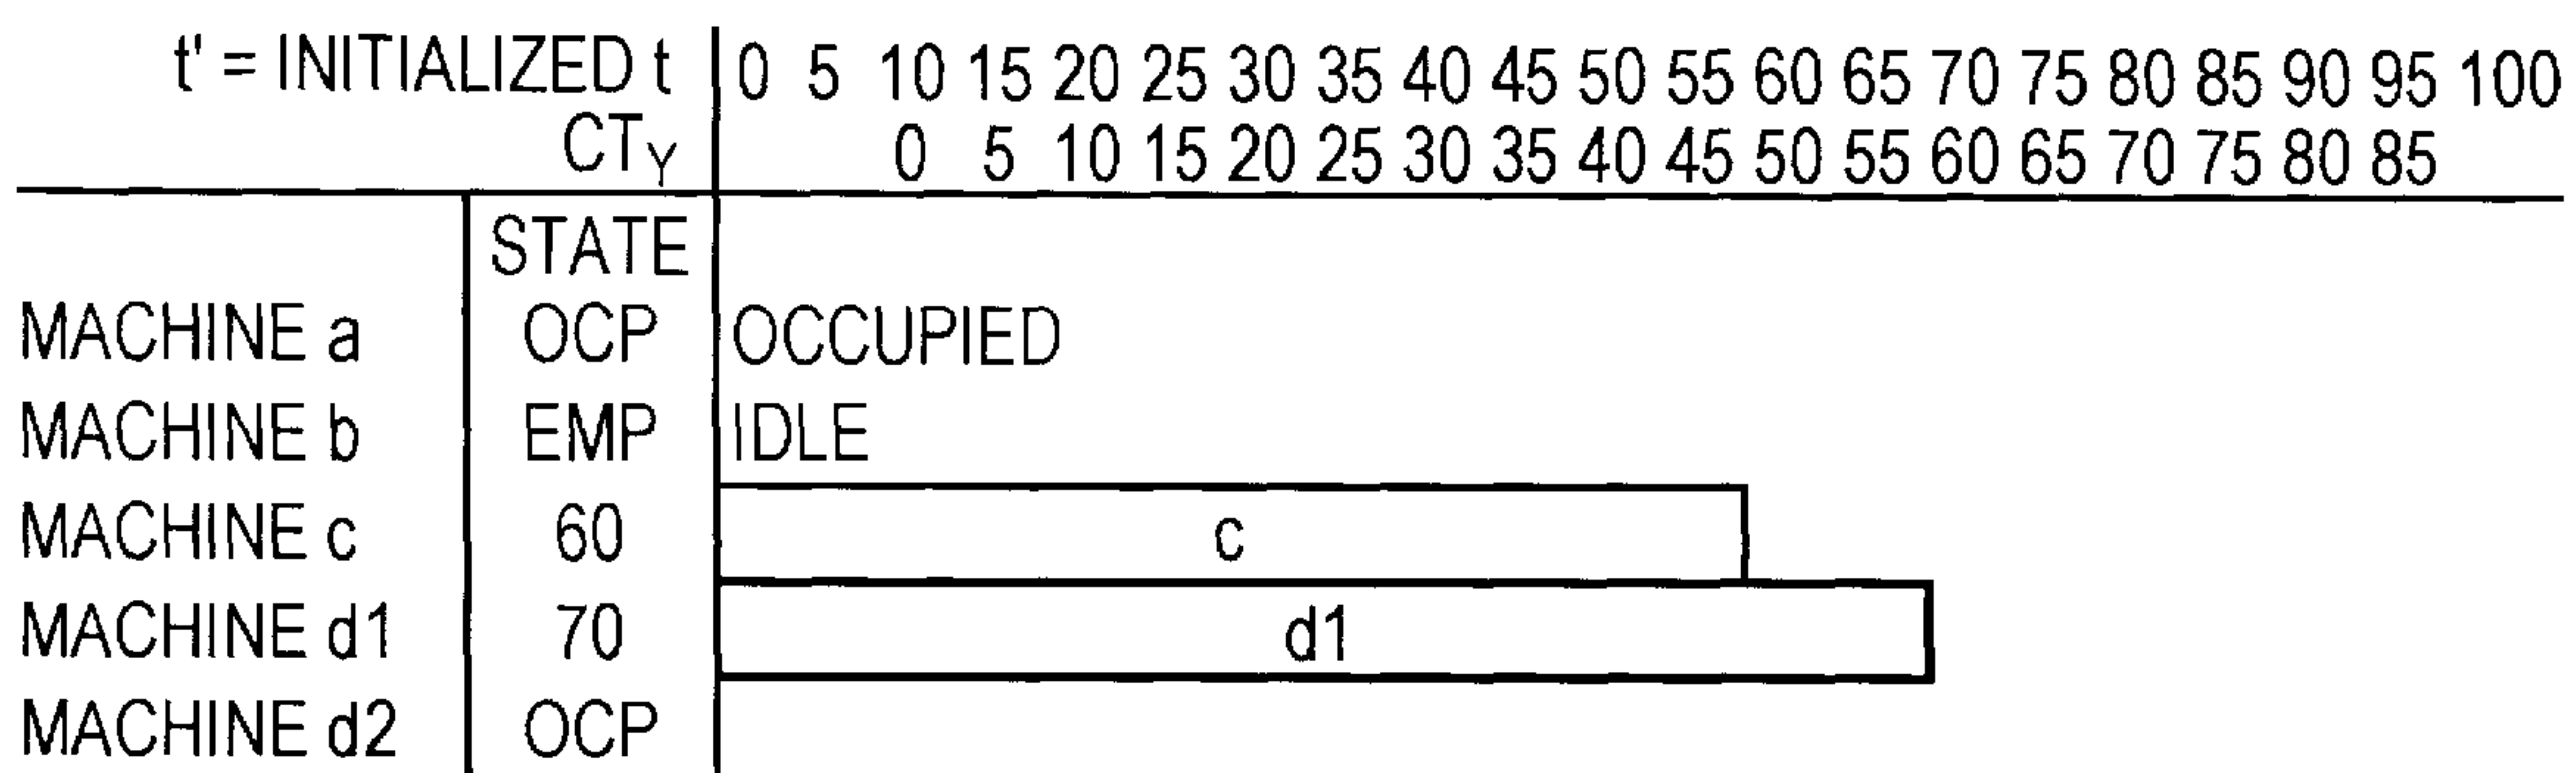 t' = INITIALIZED t 0 5 10 15 20 25 30 35 40 45 50 55 60 65 70 75 80 85 90 95 100
CTY 0 5 10 15 20 25 30 35 40 45 50 55 60 65 70 75 80 85
STATE
MACHINE a OCP OCCUPIED
MACHINE b EMP IDLE
MACHINE c 60 c
MACHINE d1 70 d1
MACHINE d2 OCP